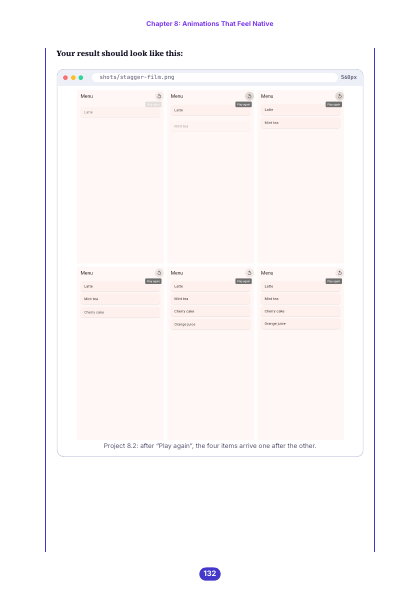 Chapter 8: Animations That Feel Native
Your result should look like this:
shots/stagger-film.png
560px
Menu
Play again
Latte
Menu
Play again
Latte
Mint tea
Menu
Play again
Latte
Mint tea
Menu
Play again
Latte
Mint tea
Cherry cake
Menu
Play again
Latte
Mint tea
Cherry cake
Orange juice
Menu
Play again
Latte
Mint tea
Cherry cake
Orange juice
Project 8.2: after "Play again", the four items arrive one after the other.
132